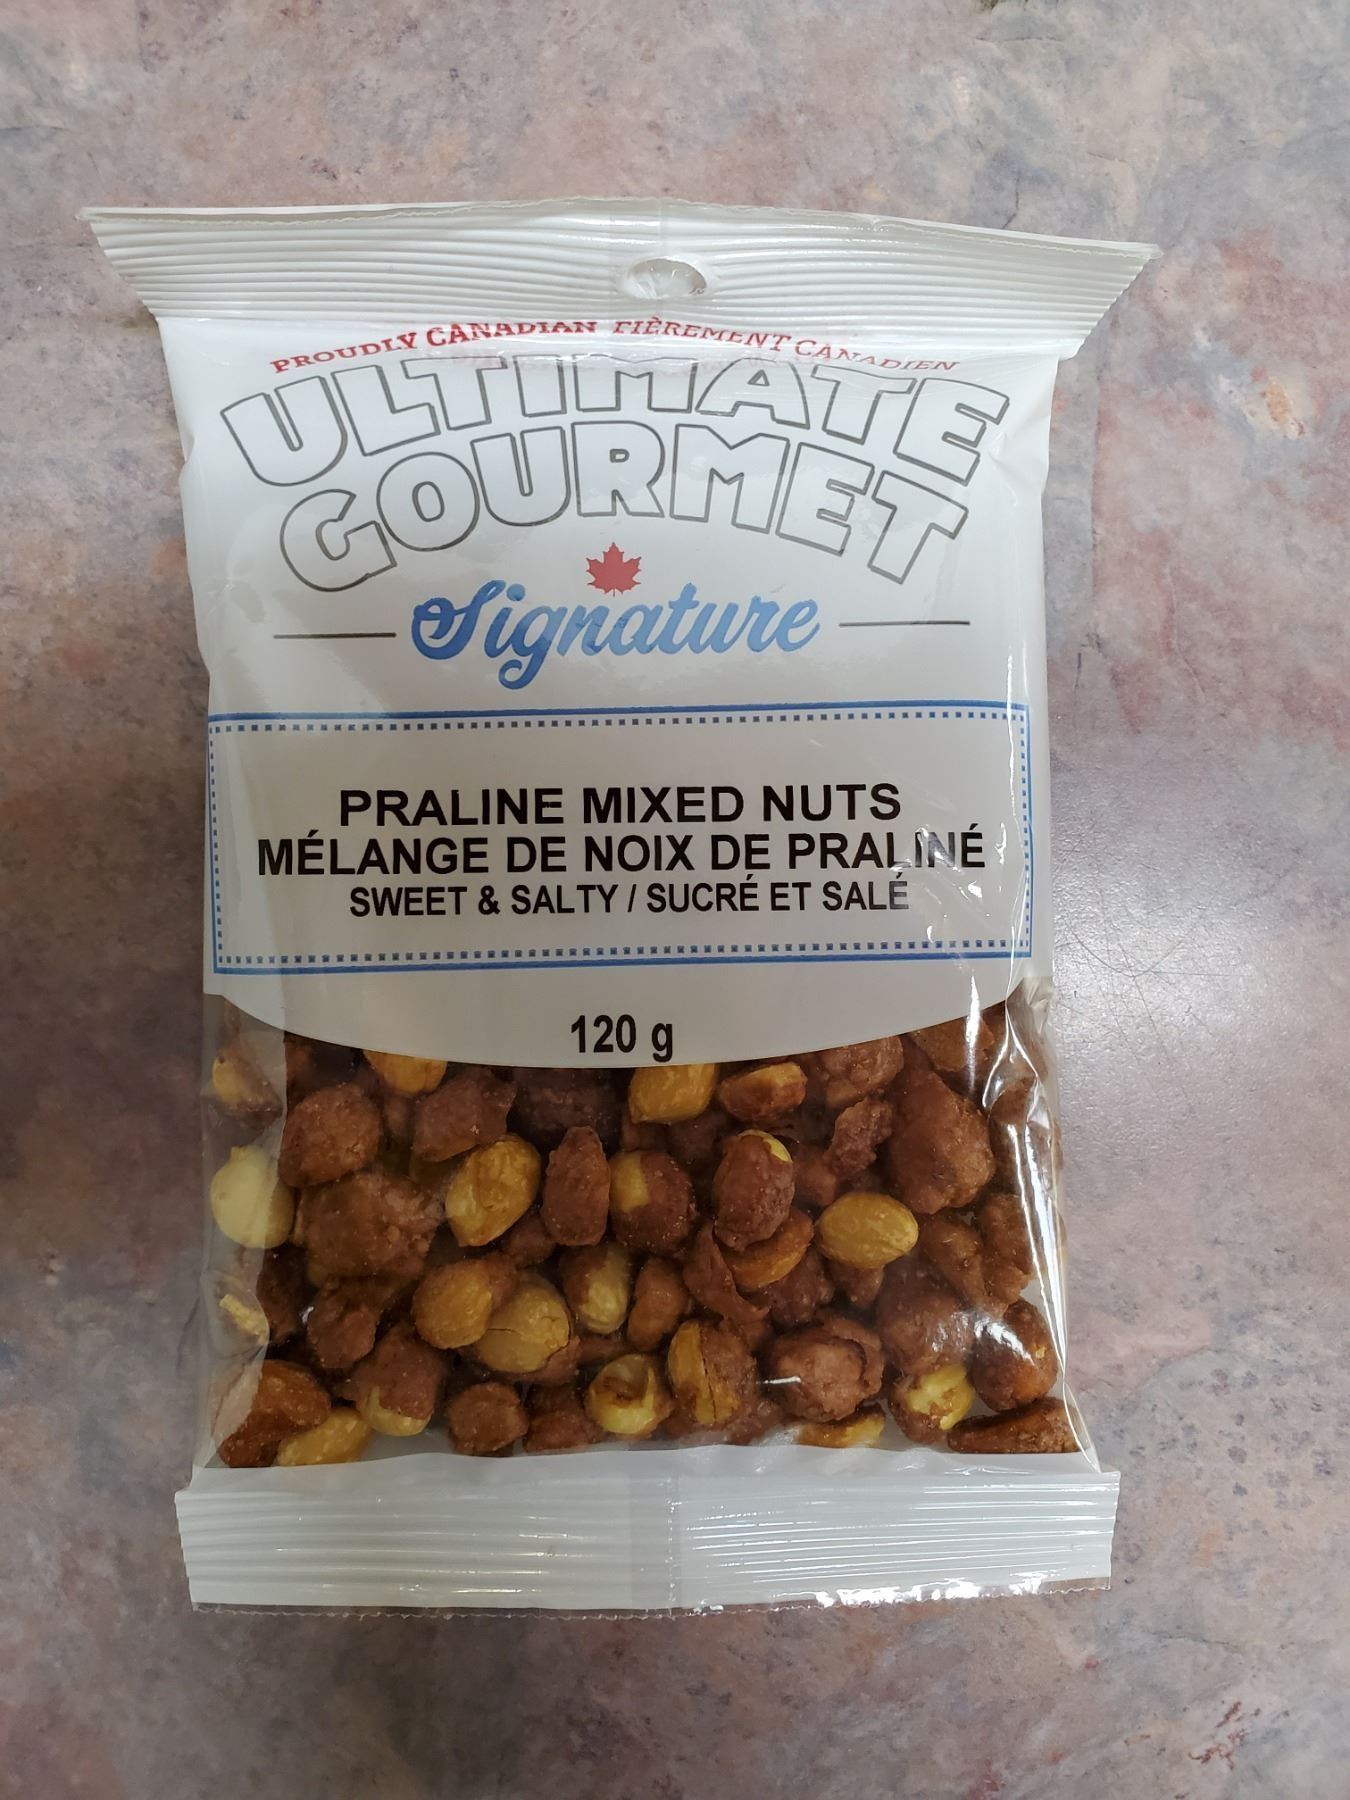 PROUDLY CANADIAN FIÈREMENT CANADIEN
ULTIMATE
GOURMET
Signature
PRALINE MIXED NUTS
MÉLANGE DE NOIX DE PRALINÉ
SWEET & SALTY / SUCRÉ ET SALÉ
120 g